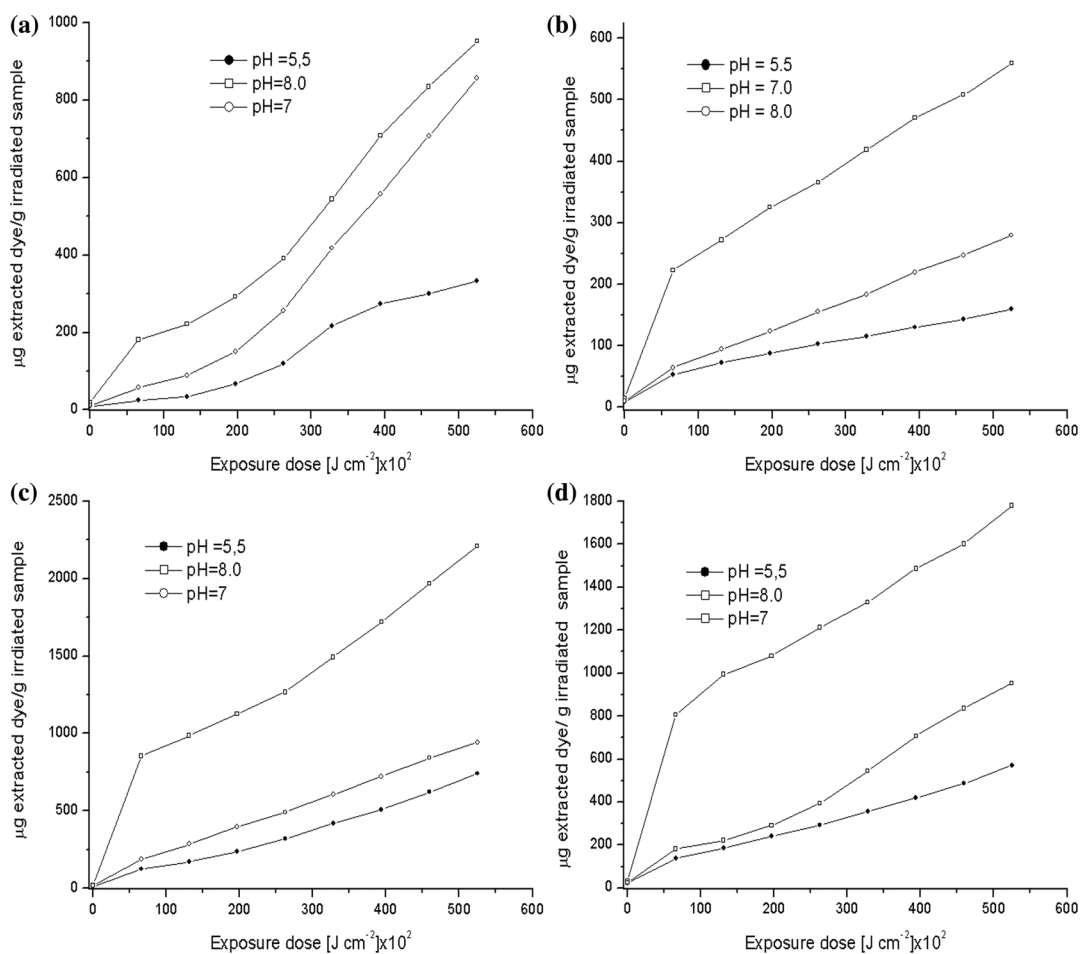 (a)
1000
800
600
400
200
0
μg extracted dye/g irradiated sample
pH =5,5
pH=8.0
pH=7
0 100 200 300 400 500 600
Exposure dose [J cm⁻²]x10²
(b)
600
500
400
300
200
100
0
μg extracted dye/g irradiated sample
pH = 5.5
pH = 7.0
pH = 8.0
0 100 200 300 400 500 600
Exposure dose [J cm⁻²]x10²
(c)
2500
2000
1500
1000
500
0
μg extracted dye/g irrdiated sample
pH =5,5
pH=8.0
pH=7
0 100 200 300 400 500 600
Exposure dose [J cm⁻²]x10²
(d)
1800
1600
1400
1200
1000
800
600
400
200
0
μg extracted dye/ g irradiated sample
pH =5,5
pH=8.0
pH=7
0 100 200 300 400 500 600
Exposure dose [J cm⁻²]x10²